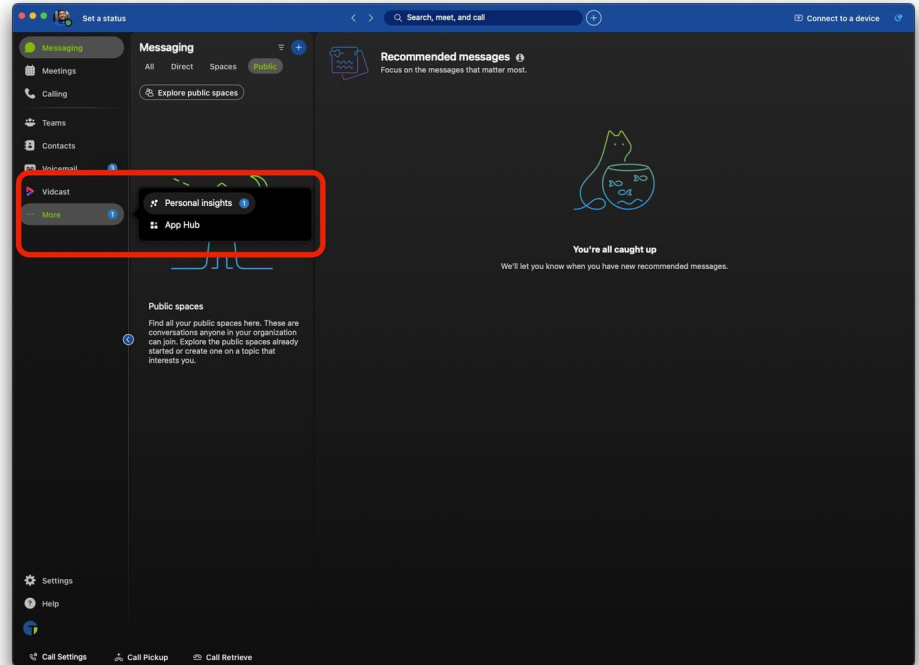 Set a status
Search, meet, and call
Connect to a device
Messaging
Meetings
Calling
Teams
Contacts
Voicemail
Vidcast
More 1
Messaging
All Direct Spaces Public
Explore public spaces
Personal insights 1
App Hub
Public spaces
Find all your public spaces here. These are
conversations anyone in your organization
can join. Explore the public spaces already
started or create one on a topic that
interests you.
Recommended messages
Focus on the messages that matter most.
You're all caught up
We'll let you know when you have new recommended messages.
Settings
Help
Call Settings Call Pickup Call Retrieve